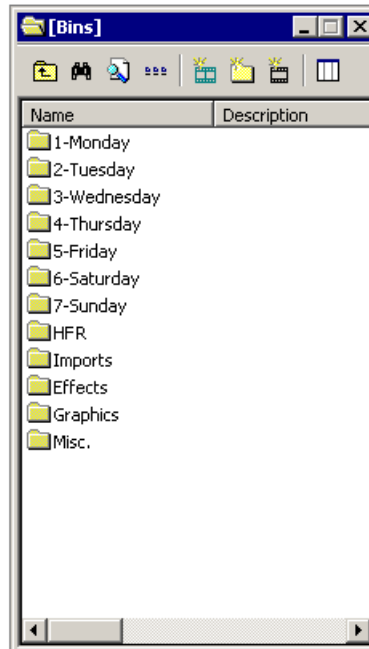 [Bins]
Name Description
1-Monday
2-Tuesday
3-Wednesday
4-Thursday
5-Friday
6-Saturday
7-Sunday
HFR
Imports
Effects
Graphics
Misc.